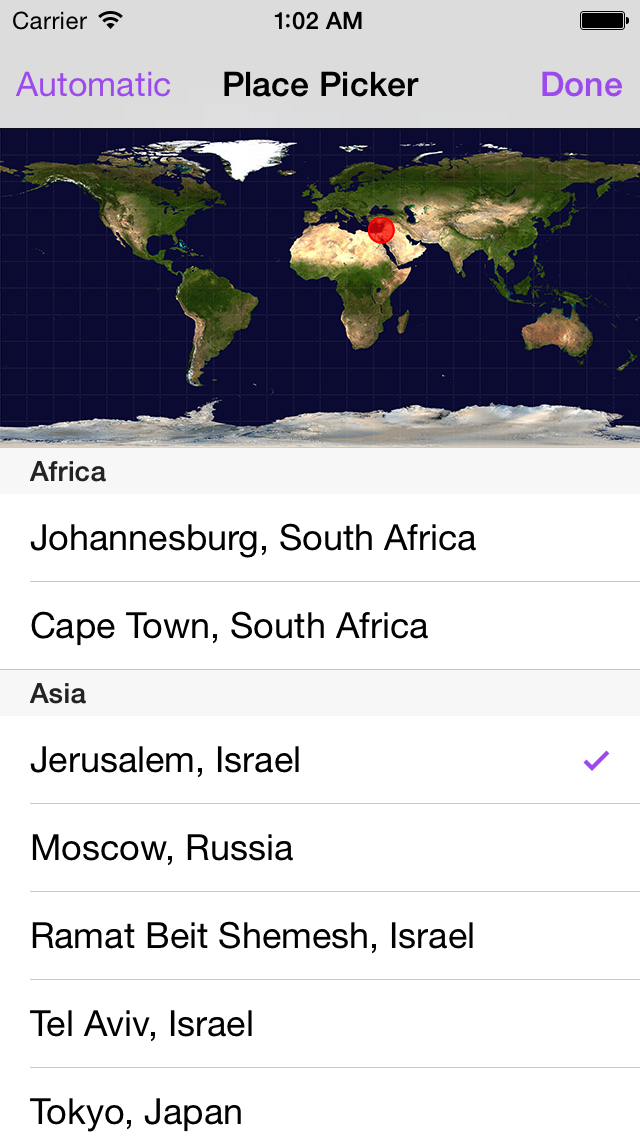 Carrier 1:02 AM
Automatic Place Picker Done
Africa
Johannesburg, South Africa
Cape Town, South Africa
Asia
Jerusalem, Israel
Moscow, Russia
Ramat Beit Shemesh, Israel
Tel Aviv, Israel
Tokyo, Japan